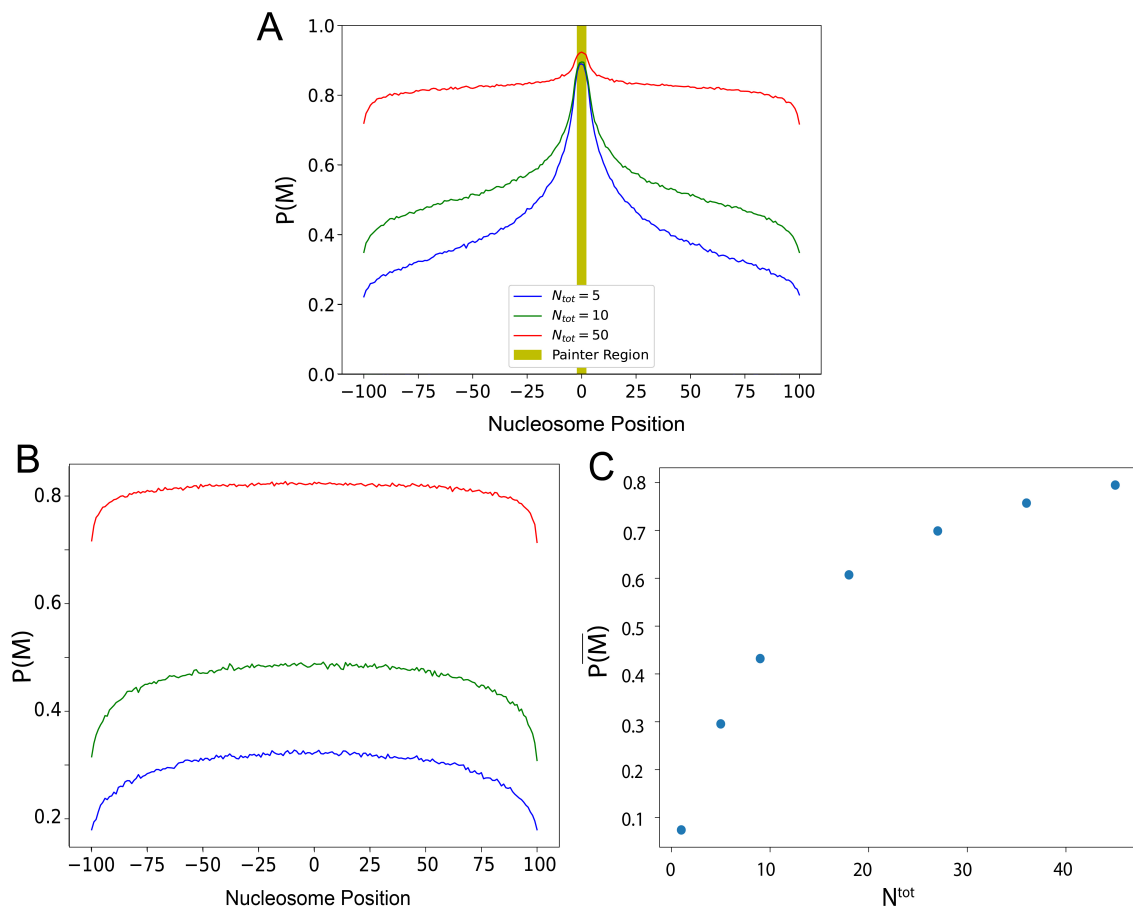 A
P(M)
1.0
0.8
0.6
0.4
0.2
0.0
N_tot = 5
N_tot = 10
N_tot = 50
Painter Region
−100 −75 −50 −25 0 25 50 75 100
Nucleosome Position
B
P(M)
0.8
0.6
0.4
0.2
−100 −75 −50 −25 0 25 50 75 100
Nucleosome Position
C
P(M)
0.8
0.7
0.6
0.5
0.4
0.3
0.2
0.1
0 10 20 30 40
N^tot